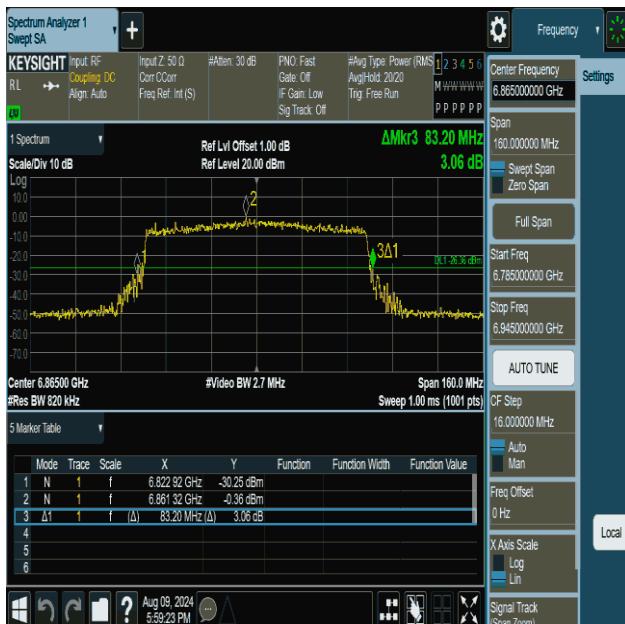 Spectrum Analyzer 1
Swept SA
+
Frequency
KEYSIGHT
RL
LXI
Input: RF
Coupling: DC
Align: Auto
Input Z: 50 Ω
Corr CCorr
Freq Ref: Int (S)
#Atten: 30 dB
PNO: Fast
Gate: Off
IF Gain: Low
Sig Track: Off
#Avg Type: Power (RMS
Avg|Hold: 20/20
Trig: Free Run
1 2 3 4 5 6
M W W W W W
P P P P P P
1 Spectrum
Scale/Div 10 dB
Log
Ref Lvl Offset 1.00 dB
Ref Level 20.00 dBm
ΔMkr3 83.20 MHz
3.06 dB
10.0
0.00
-10.0
-20.0
-30.0
-40.0
-50.0
-60.0
-70.0
1
2
3Δ1
DL1 -26.36 dBm
Center 6.86500 GHz
#Res BW 820 kHz
#Video BW 2.7 MHz
Span 160.0 MHz
Sweep 1.00 ms (1001 pts)
5 Marker Table
Mode Trace Scale X Y Function Function Width Function Value
1 N 1 f 6.822 92 GHz -30.25 dBm
2 N 1 f 6.861 32 GHz -0.36 dBm
3 Δ1 1 f (Δ) 83.20 MHz (Δ) 3.06 dB
4
5
6
?
Aug 09, 2024
5:59:23 PM
Center Frequency
6.865000000 GHz
Settings
Span
160.000000 MHz
Swept Span
Zero Span
Full Span
Start Freq
6.785000000 GHz
Stop Freq
6.945000000 GHz
AUTO TUNE
CF Step
16.000000 MHz
Auto
Man
Freq Offset
0 Hz
Local
X Axis Scale
Log
Lin
Signal Track
(Span Zoom)